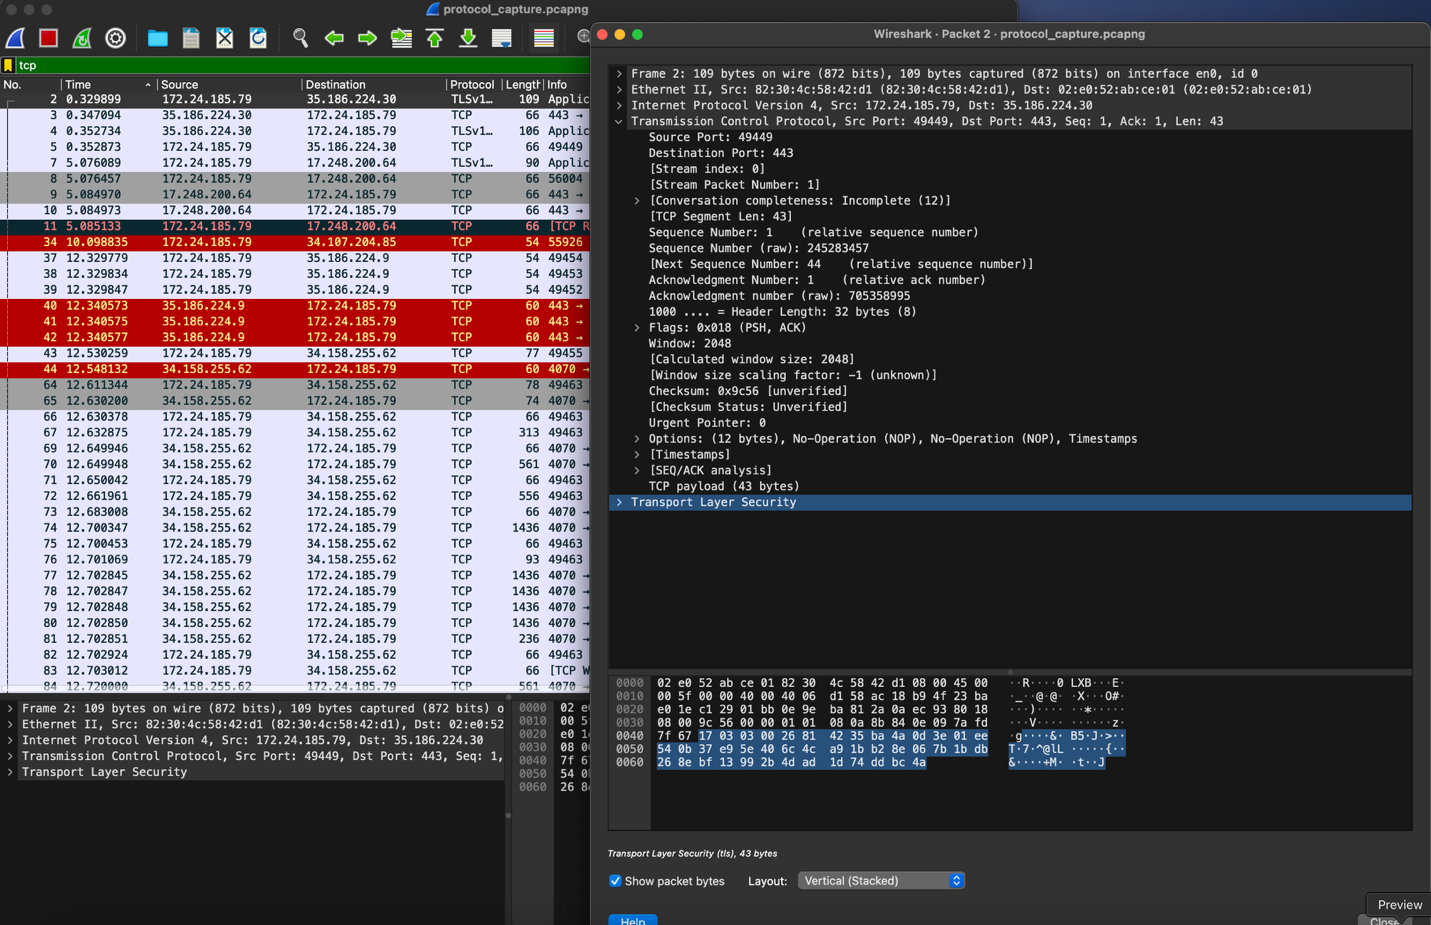 protocol_capture.pcapng
tcp
No. Time Source Destination Protocol Lengtł Info
2 0.329899 172.24.185.79 35.186.224.30 TLSv1… 109 Applic
3 0.347094 35.186.224.30 172.24.185.79 TCP 66 443 →
4 0.352734 35.186.224.30 172.24.185.79 TLSv1… 106 Applic
5 0.352873 172.24.185.79 35.186.224.30 TCP 66 49449
7 5.076089 172.24.185.79 17.248.200.64 TLSv1… 90 Applic
8 5.076457 172.24.185.79 17.248.200.64 TCP 66 56004
9 5.084970 17.248.200.64 172.24.185.79 TCP 66 443 →
10 5.084973 17.248.200.64 172.24.185.79 TCP 66 443 →
11 5.085133 172.24.185.79 17.248.200.64 TCP 66 [TCP R
34 10.098835 172.24.185.79 34.107.204.85 TCP 54 55926
37 12.329779 172.24.185.79 35.186.224.9 TCP 54 49454
38 12.329834 172.24.185.79 35.186.224.9 TCP 54 49453
39 12.329847 172.24.185.79 35.186.224.9 TCP 54 49452
40 12.340573 35.186.224.9 172.24.185.79 TCP 60 443 →
41 12.340575 35.186.224.9 172.24.185.79 TCP 60 443 →
42 12.340577 35.186.224.9 172.24.185.79 TCP 60 443 →
43 12.530259 172.24.185.79 34.158.255.62 TCP 77 49455
44 12.548132 34.158.255.62 172.24.185.79 TCP 60 4070 →
64 12.611344 172.24.185.79 34.158.255.62 TCP 78 49463
65 12.630200 34.158.255.62 172.24.185.79 TCP 74 4070 →
66 12.630378 172.24.185.79 34.158.255.62 TCP 66 49463
67 12.632875 172.24.185.79 34.158.255.62 TCP 313 49463
69 12.649946 34.158.255.62 172.24.185.79 TCP 66 4070 →
70 12.649948 34.158.255.62 172.24.185.79 TCP 561 4070 →
71 12.650042 172.24.185.79 34.158.255.62 TCP 66 49463
72 12.661961 172.24.185.79 34.158.255.62 TCP 556 49463
73 12.683008 34.158.255.62 172.24.185.79 TCP 66 4070 →
74 12.700347 34.158.255.62 172.24.185.79 TCP 1436 4070 →
75 12.700453 172.24.185.79 34.158.255.62 TCP 66 49463
76 12.701069 172.24.185.79 34.158.255.62 TCP 93 49463
77 12.702845 34.158.255.62 172.24.185.79 TCP 1436 4070 →
78 12.702847 34.158.255.62 172.24.185.79 TCP 1436 4070 →
79 12.702848 34.158.255.62 172.24.185.79 TCP 1436 4070 →
80 12.702850 34.158.255.62 172.24.185.79 TCP 1436 4070 →
81 12.702851 34.158.255.62 172.24.185.79 TCP 236 4070 →
82 12.702924 172.24.185.79 34.158.255.62 TCP 66 49463
83 12.703012 172.24.185.79 34.158.255.62 TCP 66 [TCP W
84 12.720000 34.158.255.62 172.24.185.79 TCP 561 4070 →
Frame 2: 109 bytes on wire (872 bits), 109 bytes captured (872 bits) o
Ethernet II, Src: 82:30:4c:58:42:d1 (82:30:4c:58:42:d1), Dst: 02:e0:52
Internet Protocol Version 4, Src: 172.24.185.79, Dst: 35.186.224.30
Transmission Control Protocol, Src Port: 49449, Dst Port: 443, Seq: 1,
Transport Layer Security
0000 02 e0
0010 00 5f
0020 e0 1e
0030 08 00
0040 7f 67
0050 54 0b
0060 26 8e
Wireshark · Packet 2 · protocol_capture.pcapng
Frame 2: 109 bytes on wire (872 bits), 109 bytes captured (872 bits) on interface en0, id 0
Ethernet II, Src: 82:30:4c:58:42:d1 (82:30:4c:58:42:d1), Dst: 02:e0:52:ab:ce:01 (02:e0:52:ab:ce:01)
Internet Protocol Version 4, Src: 172.24.185.79, Dst: 35.186.224.30
Transmission Control Protocol, Src Port: 49449, Dst Port: 443, Seq: 1, Ack: 1, Len: 43
Source Port: 49449
Destination Port: 443
[Stream index: 0]
[Stream Packet Number: 1]
[Conversation completeness: Incomplete (12)]
[TCP Segment Len: 43]
Sequence Number: 1 (relative sequence number)
Sequence Number (raw): 245283457
[Next Sequence Number: 44 (relative sequence number)]
Acknowledgment Number: 1 (relative ack number)
Acknowledgment number (raw): 705358995
1000 .... = Header Length: 32 bytes (8)
Flags: 0x018 (PSH, ACK)
Window: 2048
[Calculated window size: 2048]
[Window size scaling factor: -1 (unknown)]
Checksum: 0x9c56 [unverified]
[Checksum Status: Unverified]
Urgent Pointer: 0
Options: (12 bytes), No-Operation (NOP), No-Operation (NOP), Timestamps
[Timestamps]
[SEQ/ACK analysis]
TCP payload (43 bytes)
Transport Layer Security
0000 02 e0 52 ab ce 01 82 30 4c 58 42 d1 08 00 45 00 ··R····0 LXB···E·
0010 00 5f 00 00 40 00 40 06 d1 58 ac 18 b9 4f 23 ba ·_··@·@· ·X···O#·
0020 e0 1e c1 29 01 bb 0e 9e ba 81 2a 0a ec 93 80 18 ···)···· ··*·····
0030 08 00 9c 56 00 00 01 01 08 0a 8b 84 0e 09 7a fd ···V···· ······z·
0040 7f 67 17 03 03 00 26 81 42 35 ba 4a 0d 3e 01 ee ·g····&· B5·J·>··
0050 54 0b 37 e9 5e 40 6c 4c a9 1b b2 8e 06 7b 1b db T·7·^@lL ·····{··
0060 26 8e bf 13 99 2b 4d ad 1d 74 dd bc 4a &····+M· ·t··J
Transport Layer Security (tls), 43 bytes
Show packet bytes Layout: Vertical (Stacked)
Preview
Help Close